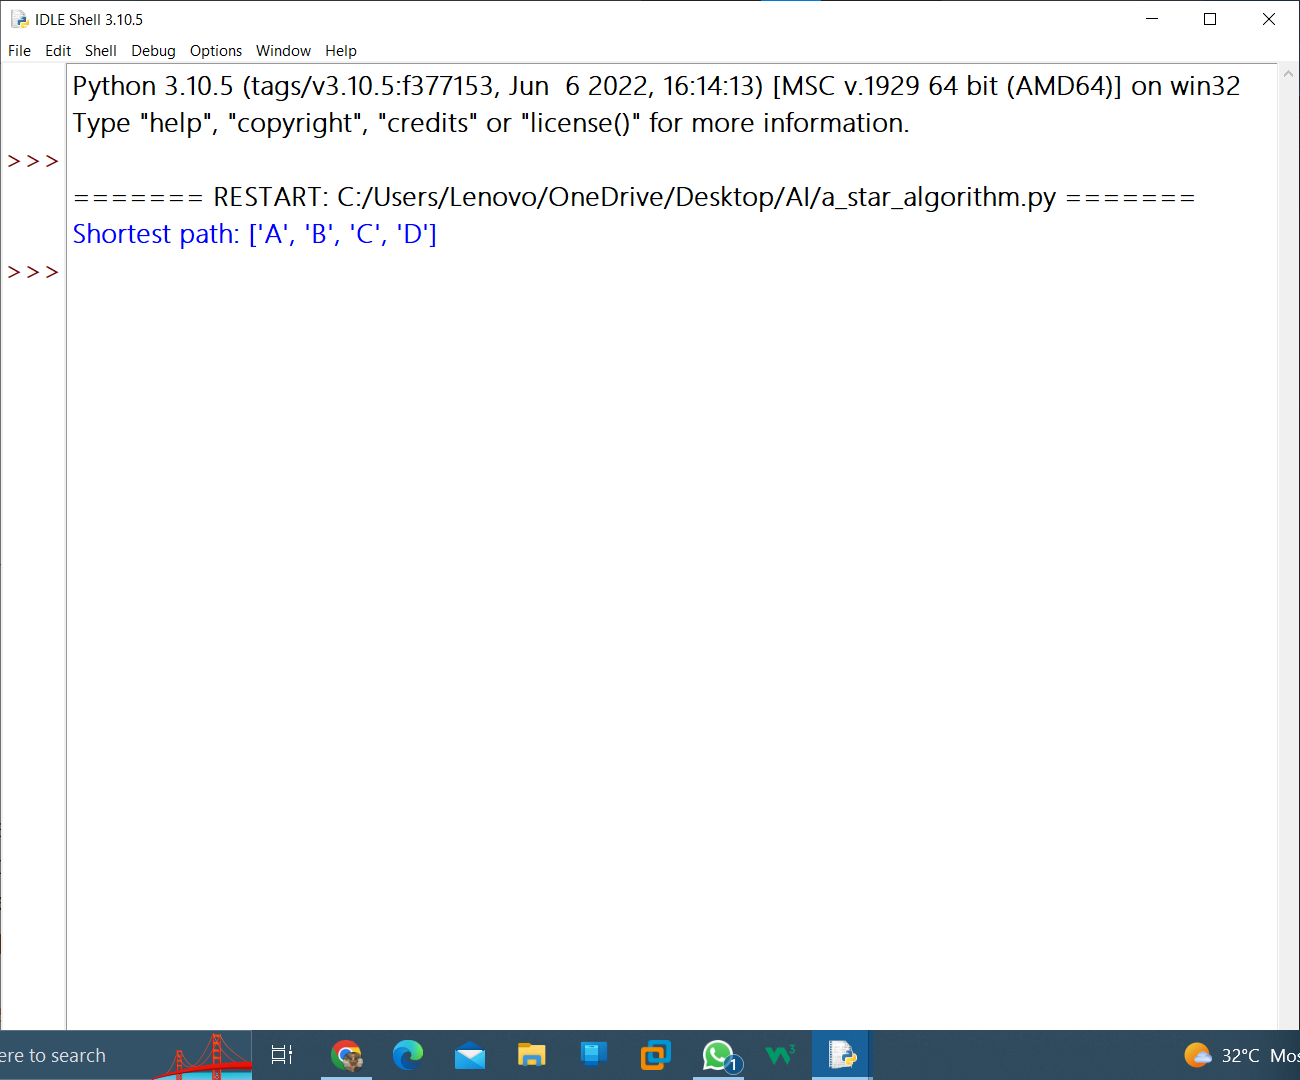 IDLE Shell 3.10.5
File Edit Shell Debug Options Window Help
Python 3.10.5 (tags/v3.10.5:f377153, Jun  6 2022, 16:14:13) [MSC v.1929 64 bit (AMD64)] on win32
Type "help", "copyright", "credits" or "license()" for more information.
>>>
======= RESTART: C:/Users/Lenovo/OneDrive/Desktop/AI/a_star_algorithm.py =======
Shortest path: ['A', 'B', 'C', 'D']
>>>
ere to search 1 W3 32°C Mos